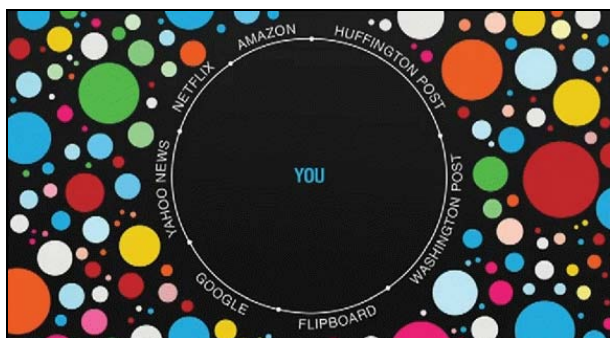 AMAZON
HUFFINGTON POST
NETFLIX
YOU
YAHOO NEWS
WASHINGTON POST
GOOGLE
FLIPBOARD